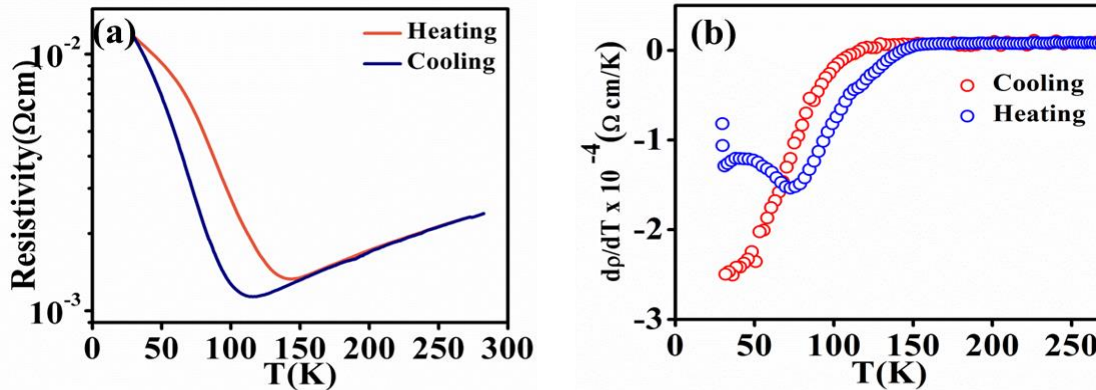 (a)
Heating
Cooling
Resistivity(Ωcm)
10⁻²
10⁻³
0 50 100 150 200 250 300
T(K)
(b)
Cooling
Heating
dρ/dT x 10⁻⁴(Ω cm/K)
0
-1
-2
-3
0 50 100 150 200 250
T(K)